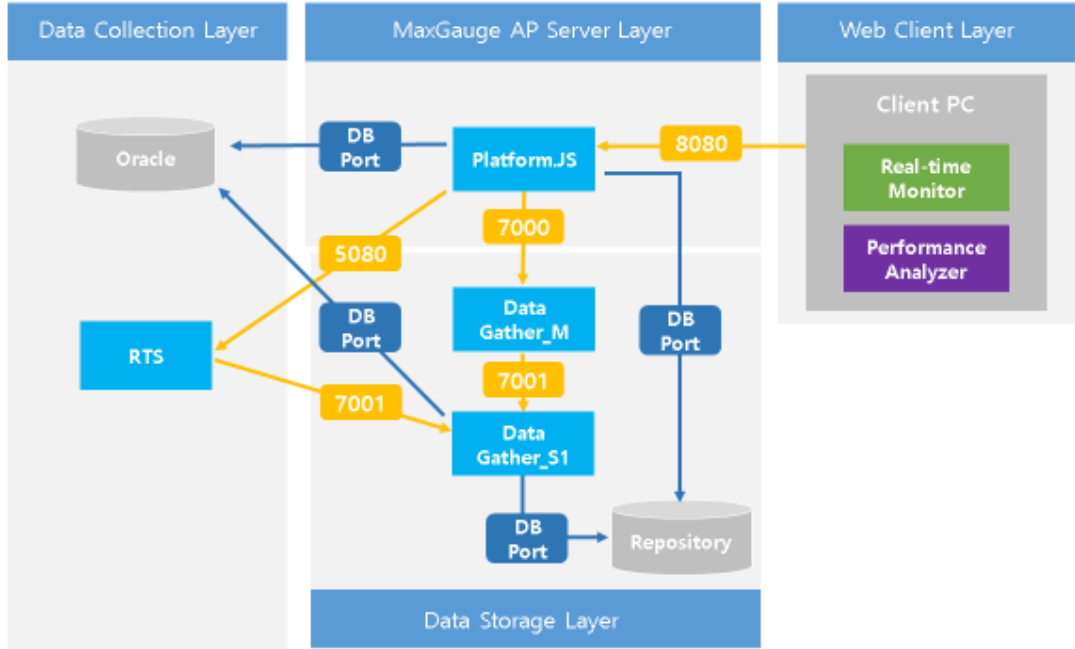 Data Collection Layer
MaxGauge AP Server Layer
Web Client Layer
Client PC
Real-time
Monitor
Performance
Analyzer
Oracle
DB
Port
Platform.JS
8080
5080
7000
DB
Port
DB
Port
Data
Gather_M
RTS
7001
7001
Data
Gather_S1
DB
Port
Repository
Data Storage Layer